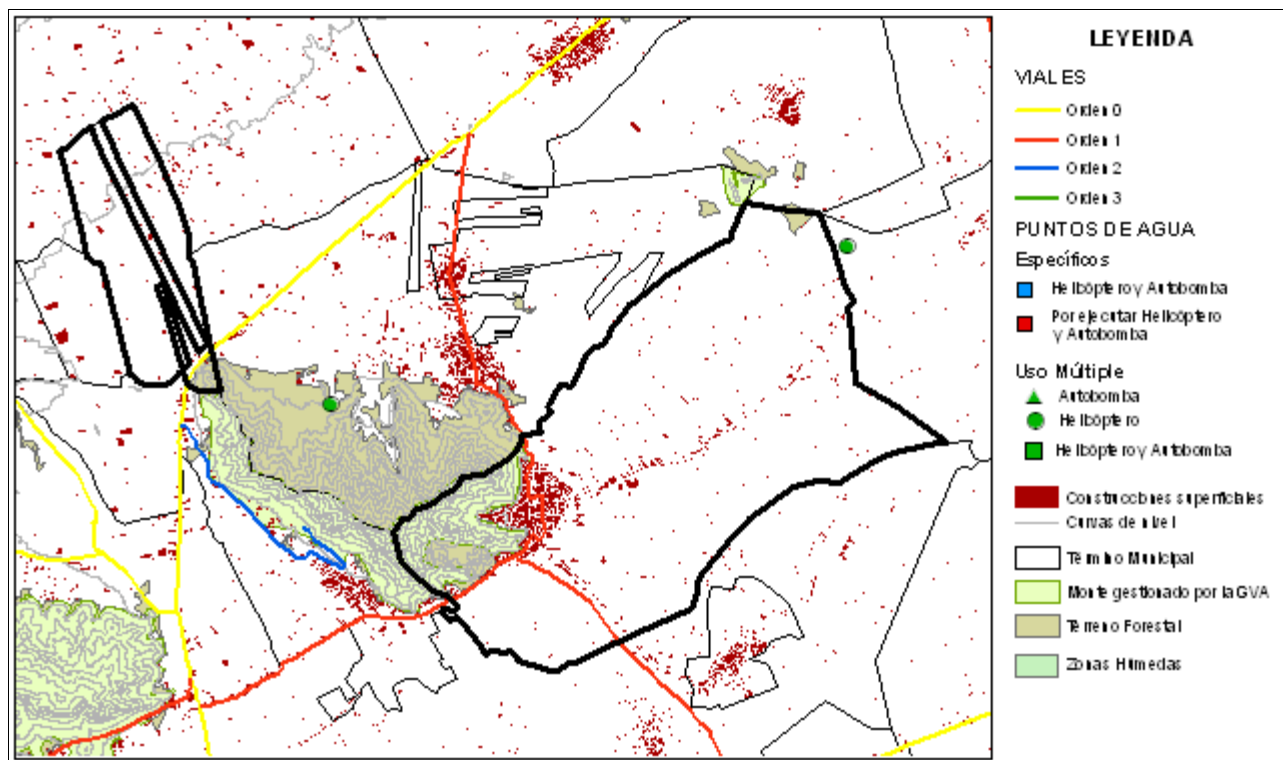 LEYENDA
VIALES
Orden 0
Orden 1
Orden 2
Orden 3
PUNTOS DE AGUA
Específicos
Helicóptero y Autobomba
Por ejecutar Helicóptero
y Autobomba
Uso Múltiple
Autobomba
Helicóptero
Helicóptero y Autobomba
Construcciones superficiales
Curvas de nivel
Término Municipal
Monte gestionado por la GVA
Terreno Forestal
Zonas Húmedas